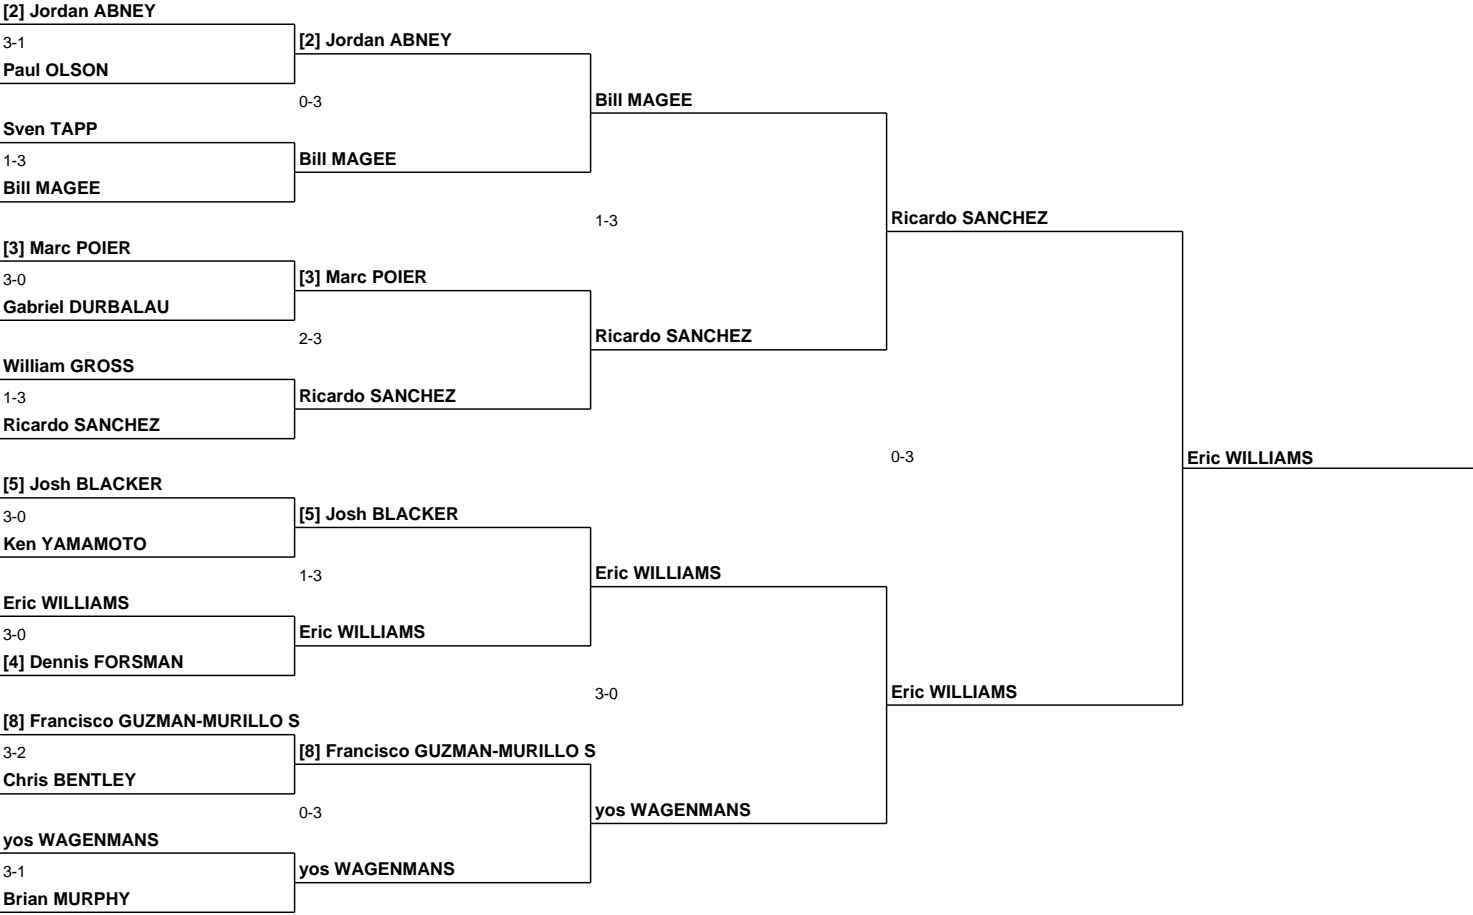 [2] Jordan ABNEY
3-1
Paul OLSON
Sven TAPP
1-3
Bill MAGEE
[3] Marc POIER
3-0
Gabriel DURBALAU
William GROSS
1-3
Ricardo SANCHEZ
[5] Josh BLACKER
3-0
Ken YAMAMOTO
Eric WILLIAMS
3-0
[4] Dennis FORSMAN
[8] Francisco GUZMAN-MURILLO S
3-2
Chris BENTLEY
yos WAGENMANS
3-1
Brian MURPHY
[2] Jordan ABNEY
0-3
Bill MAGEE
[3] Marc POIER
2-3
Ricardo SANCHEZ
[5] Josh BLACKER
1-3
Eric WILLIAMS
[8] Francisco GUZMAN-MURILLO S
0-3
yos WAGENMANS
Bill MAGEE
1-3
Ricardo SANCHEZ
Eric WILLIAMS
3-0
yos WAGENMANS
Ricardo SANCHEZ
0-3
Eric WILLIAMS
Eric WILLIAMS